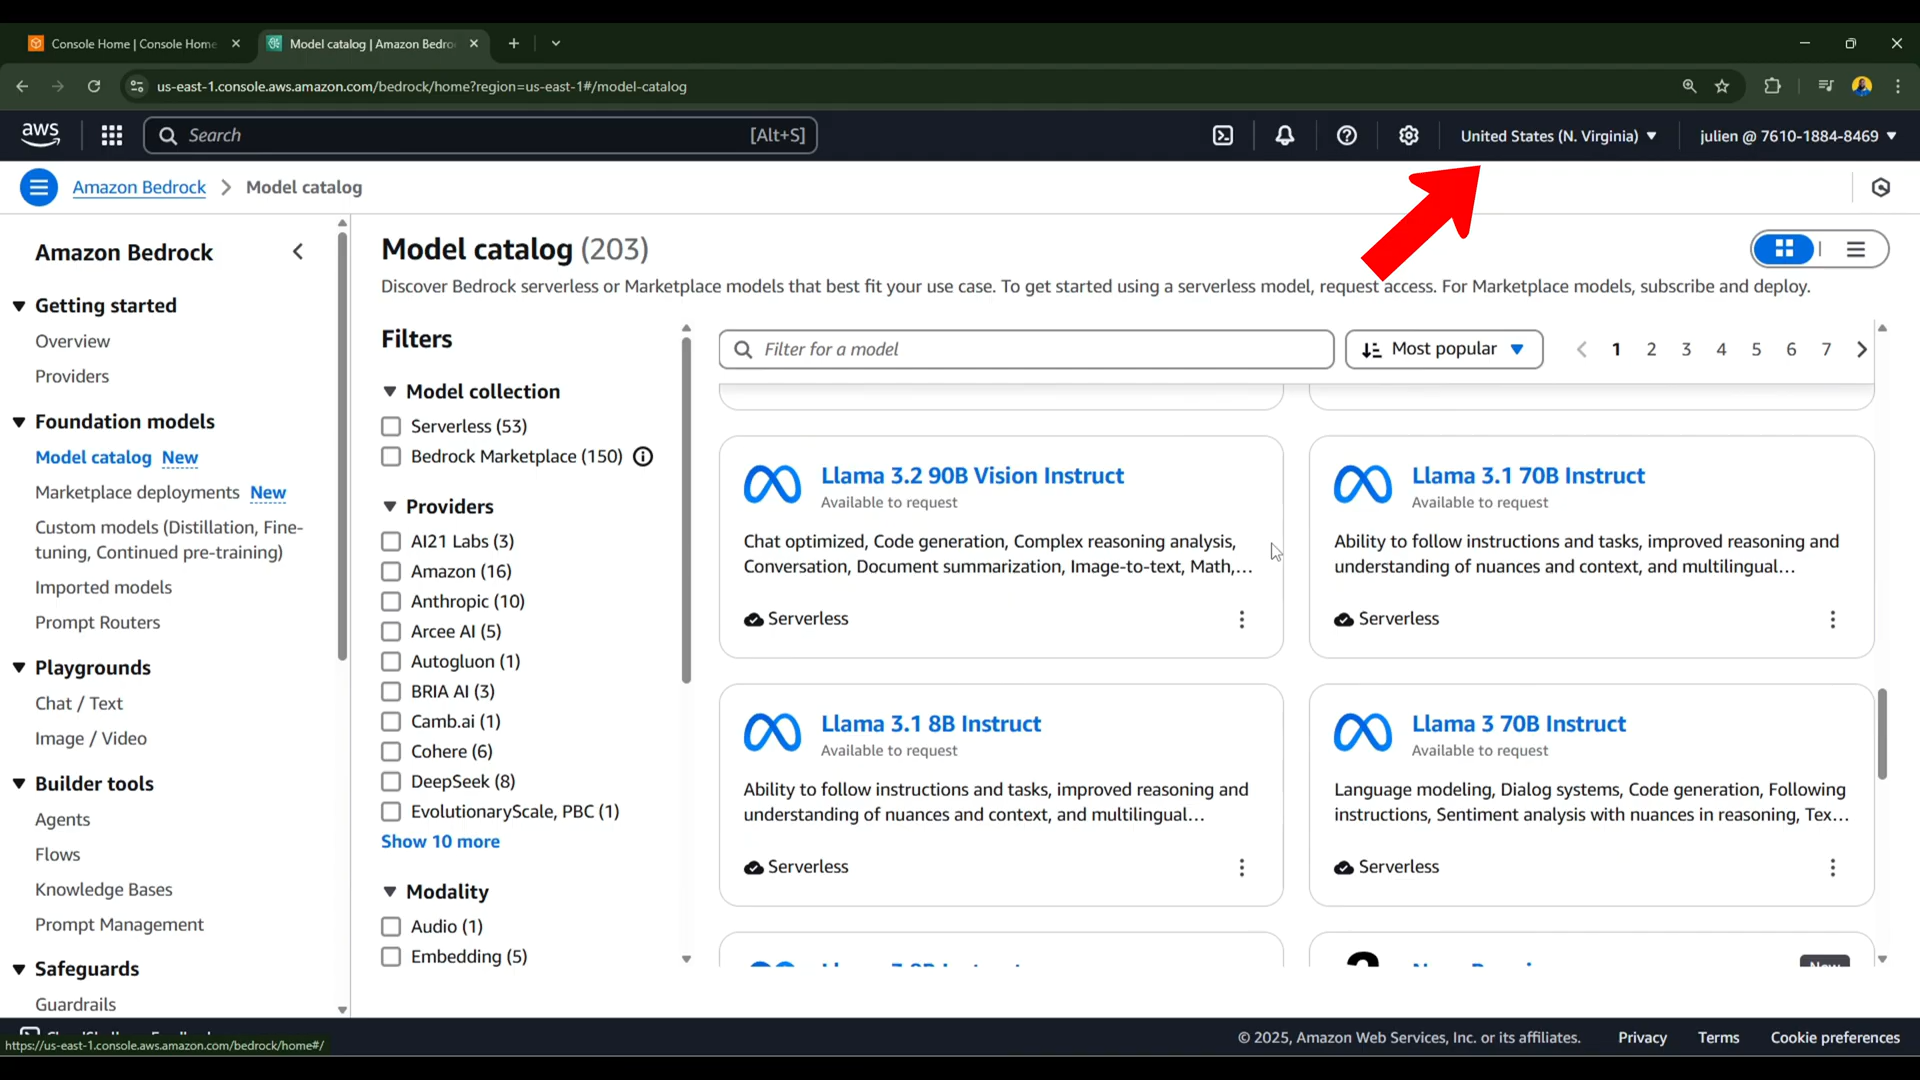 Console Home | Console Home
Model catalog | Amazon Bedro
us-east-1.console.aws.amazon.com/bedrock/home?region=us-east-1#/model-catalog
aws
Search
[Alt+S]
United States (N. Virginia)
julien @ 7610-1884-8469
Amazon Bedrock
Model catalog
Amazon Bedrock
Getting started
Overview
Providers
Foundation models
Model catalog New
Marketplace deployments New
Custom models (Distillation, Fine-
tuning, Continued pre-training)
Imported models
Prompt Routers
Playgrounds
Chat / Text
Image / Video
Builder tools
Agents
Flows
Knowledge Bases
Prompt Management
Safeguards
Guardrails
Model catalog (203)
Discover Bedrock serverless or Marketplace models that best fit your use case. To get started using a serverless model, request access. For Marketplace models, subscribe and deploy.
Filters
Model collection
Serverless (53)
Bedrock Marketplace (150)
Providers
AI21 Labs (3)
Amazon (16)
Anthropic (10)
Arcee AI (5)
Autogluon (1)
BRIA AI (3)
Camb.ai (1)
Cohere (6)
DeepSeek (8)
EvolutionaryScale, PBC (1)
Show 10 more
Modality
Audio (1)
Embedding (5)
Filter for a model
Most popular
1 2 3 4 5 6 7
Llama 3.2 90B Vision Instruct
Available to request
Chat optimized, Code generation, Complex reasoning analysis,
Conversation, Document summarization, Image-to-text, Math,...
Serverless
Llama 3.1 70B Instruct
Available to request
Ability to follow instructions and tasks, improved reasoning and
understanding of nuances and context, and multilingual...
Serverless
Llama 3.1 8B Instruct
Available to request
Ability to follow instructions and tasks, improved reasoning and
understanding of nuances and context, and multilingual...
Serverless
Llama 3 70B Instruct
Available to request
Language modeling, Dialog systems, Code generation, Following
instructions, Sentiment analysis with nuances in reasoning, Tex...
Serverless
https://us-east-1.console.aws.amazon.com/bedrock/home#/
© 2025, Amazon Web Services, Inc. or its affiliates.
Privacy
Terms
Cookie preferences